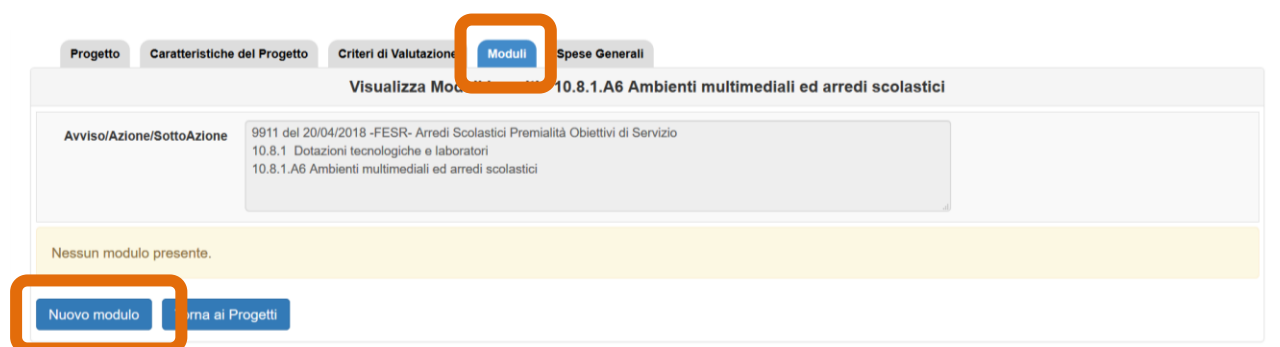 Progetto
Caratteristiche del Progetto
Criteri di Valutazione
Moduli
Spese Generali
Visualizza 10.8.1.A6 Ambienti multimediali ed arredi scolastici
Avviso/Azione/SottoAzione
9911 del 20/04/2018 -FESR- Arredi Scolastici Premialità Obiettivi di Servizio
10.8.1 Dotazioni tecnologiche e laboratori
10.8.1.A6 Ambienti multimediali ed arredi scolastici
Nessun modulo presente.
Nuovo modulo
Torna ai Progetti